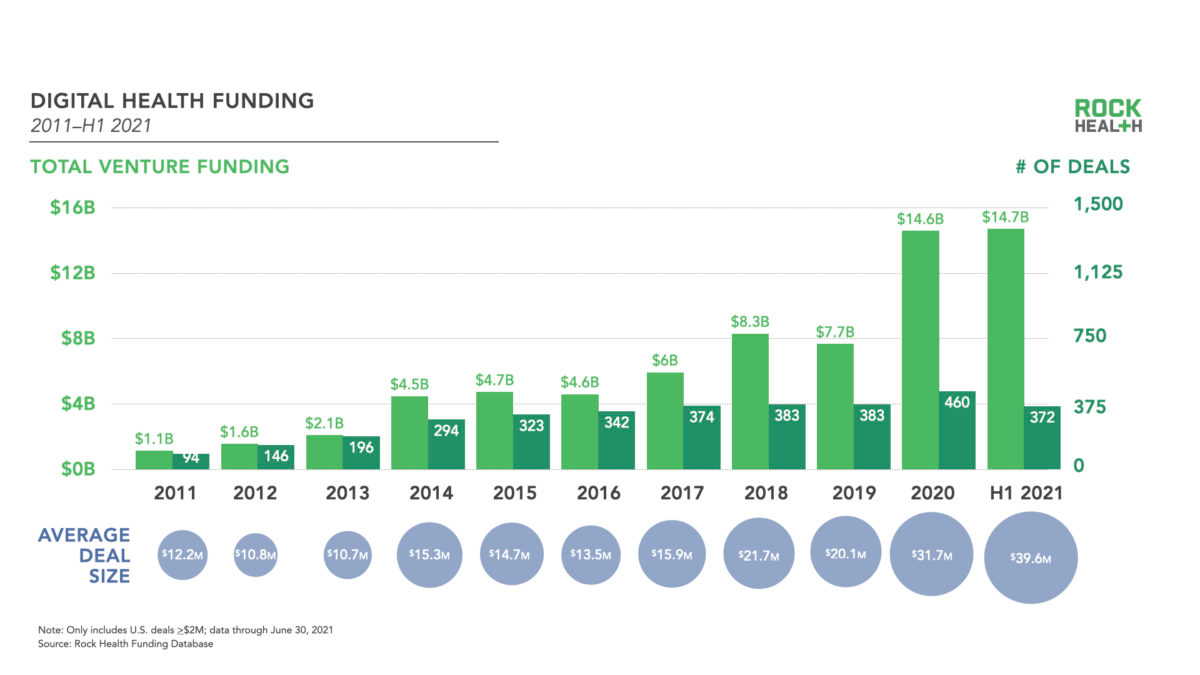 DIGITAL HEALTH FUNDING
2011–H1 2021
ROCK
HEALTH
TOTAL VENTURE FUNDING
# OF DEALS
$16B
$12B
$8B
$4B
$0B
1,500
1,125
750
375
0
$1.1B
94
$1.6B
146
$2.1B
196
$4.5B
294
$4.7B
323
$4.6B
342
$6B
374
$8.3B
383
$7.7B
383
$14.6B
460
$14.7B
372
2011 2012 2013 2014 2015 2016 2017 2018 2019 2020 H1 2021
AVERAGE
DEAL
SIZE
$12.2M $10.8M $10.7M $15.3M $14.7M $13.5M $15.9M $21.7M $20.1M $31.7M $39.6M
Note: Only includes U.S. deals ≥$2M; data through June 30, 2021
Source: Rock Health Funding Database